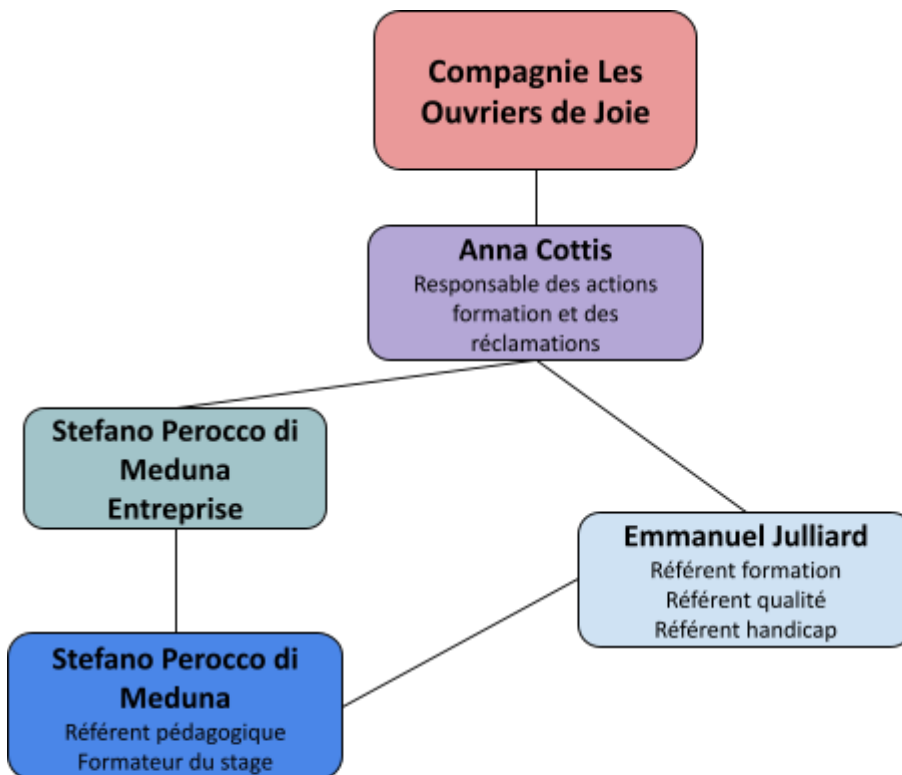 Compagnie Les
Ouvriers de Joie
Anna Cottis
Responsable des actions
formation et des
réclamations
Stefano Perocco di
Meduna
Entreprise
Emmanuel Julliard
Référent formation
Référent qualité
Référent handicap
Stefano Perocco di
Meduna
Référent pédagogique
Formateur du stage